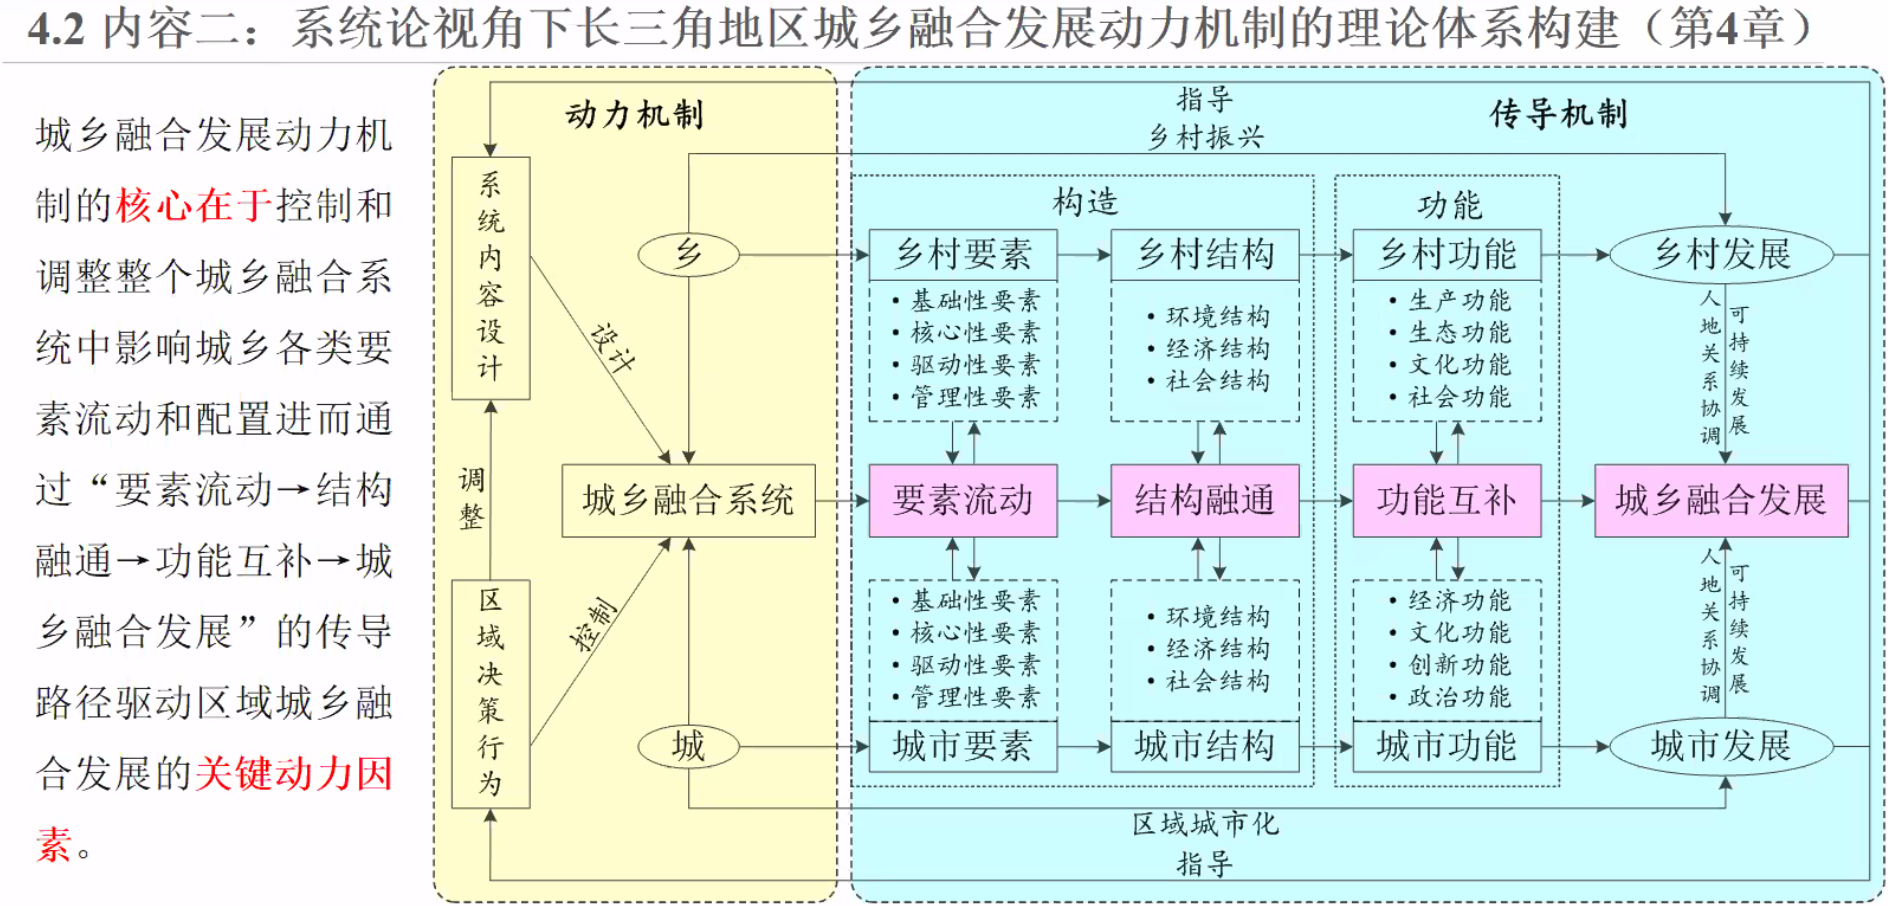 4.2 内容二：系统论视角下长三角地区城乡融合发展动力机制的理论体系构建（第4章）
城乡融合发展动力机
制的核心在于控制和
调整整个城乡融合系
统中影响城乡各类要
素流动和配置进而通
过“要素流动→结构
融通→功能互补→城
乡融合发展”的传导
路径驱动区域城乡融
合发展的关键动力因
素。
动力机制
系统内容设计
调整
区域决策行为
设计
控制
乡
城乡融合系统
城
传导机制
指导
乡村振兴
构造
功能
乡村要素
• 基础性要素
• 核心性要素
• 驱动性要素
• 管理性要素
乡村结构
• 环境结构
• 经济结构
• 社会结构
乡村功能
• 生产功能
• 生态功能
• 文化功能
• 社会功能
乡村发展
人地关系协调
可持续发展
要素流动
结构融通
功能互补
城乡融合发展
• 基础性要素
• 核心性要素
• 驱动性要素
• 管理性要素
城市要素
• 环境结构
• 经济结构
• 社会结构
城市结构
• 经济功能
• 文化功能
• 创新功能
• 政治功能
城市功能
人地关系协调
可持续发展
城市发展
区域城市化
指导